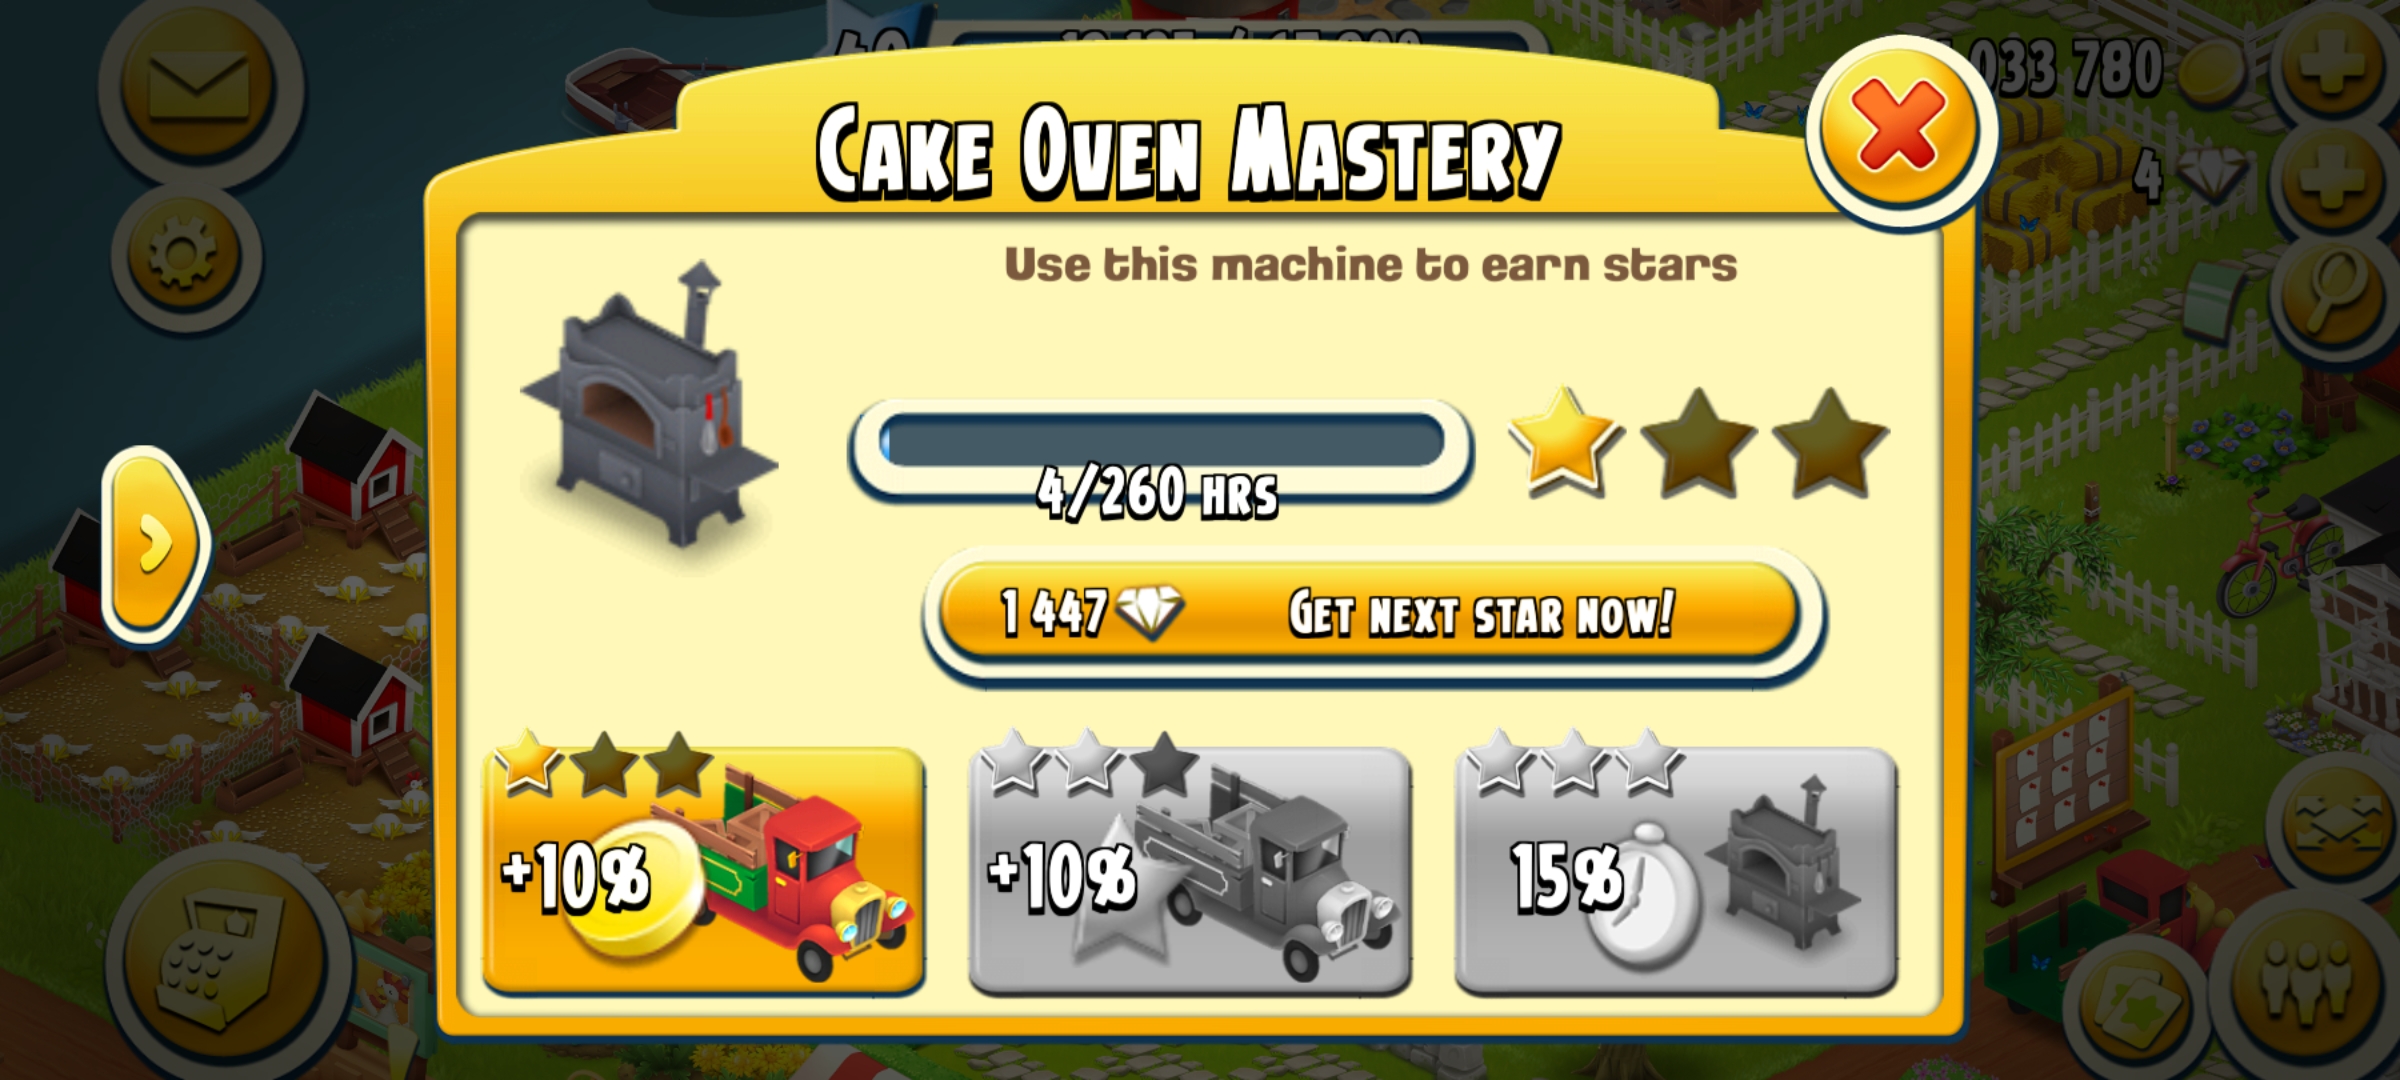 CAKE OVEN MASTERY
033 780
4
Use this machine to earn stars
4/260 HRS
1 447 GET NEXT STAR NOW!
+10% +10% 15%